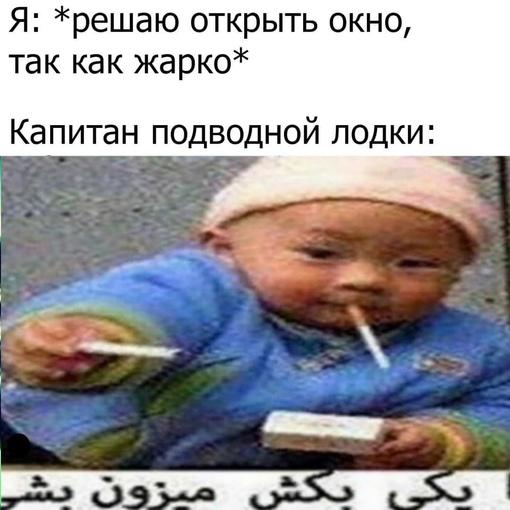 Я: *решаю открыть окно,
так как жарко*
Капитан подводной лодки:
یکی بکش میزون بشی